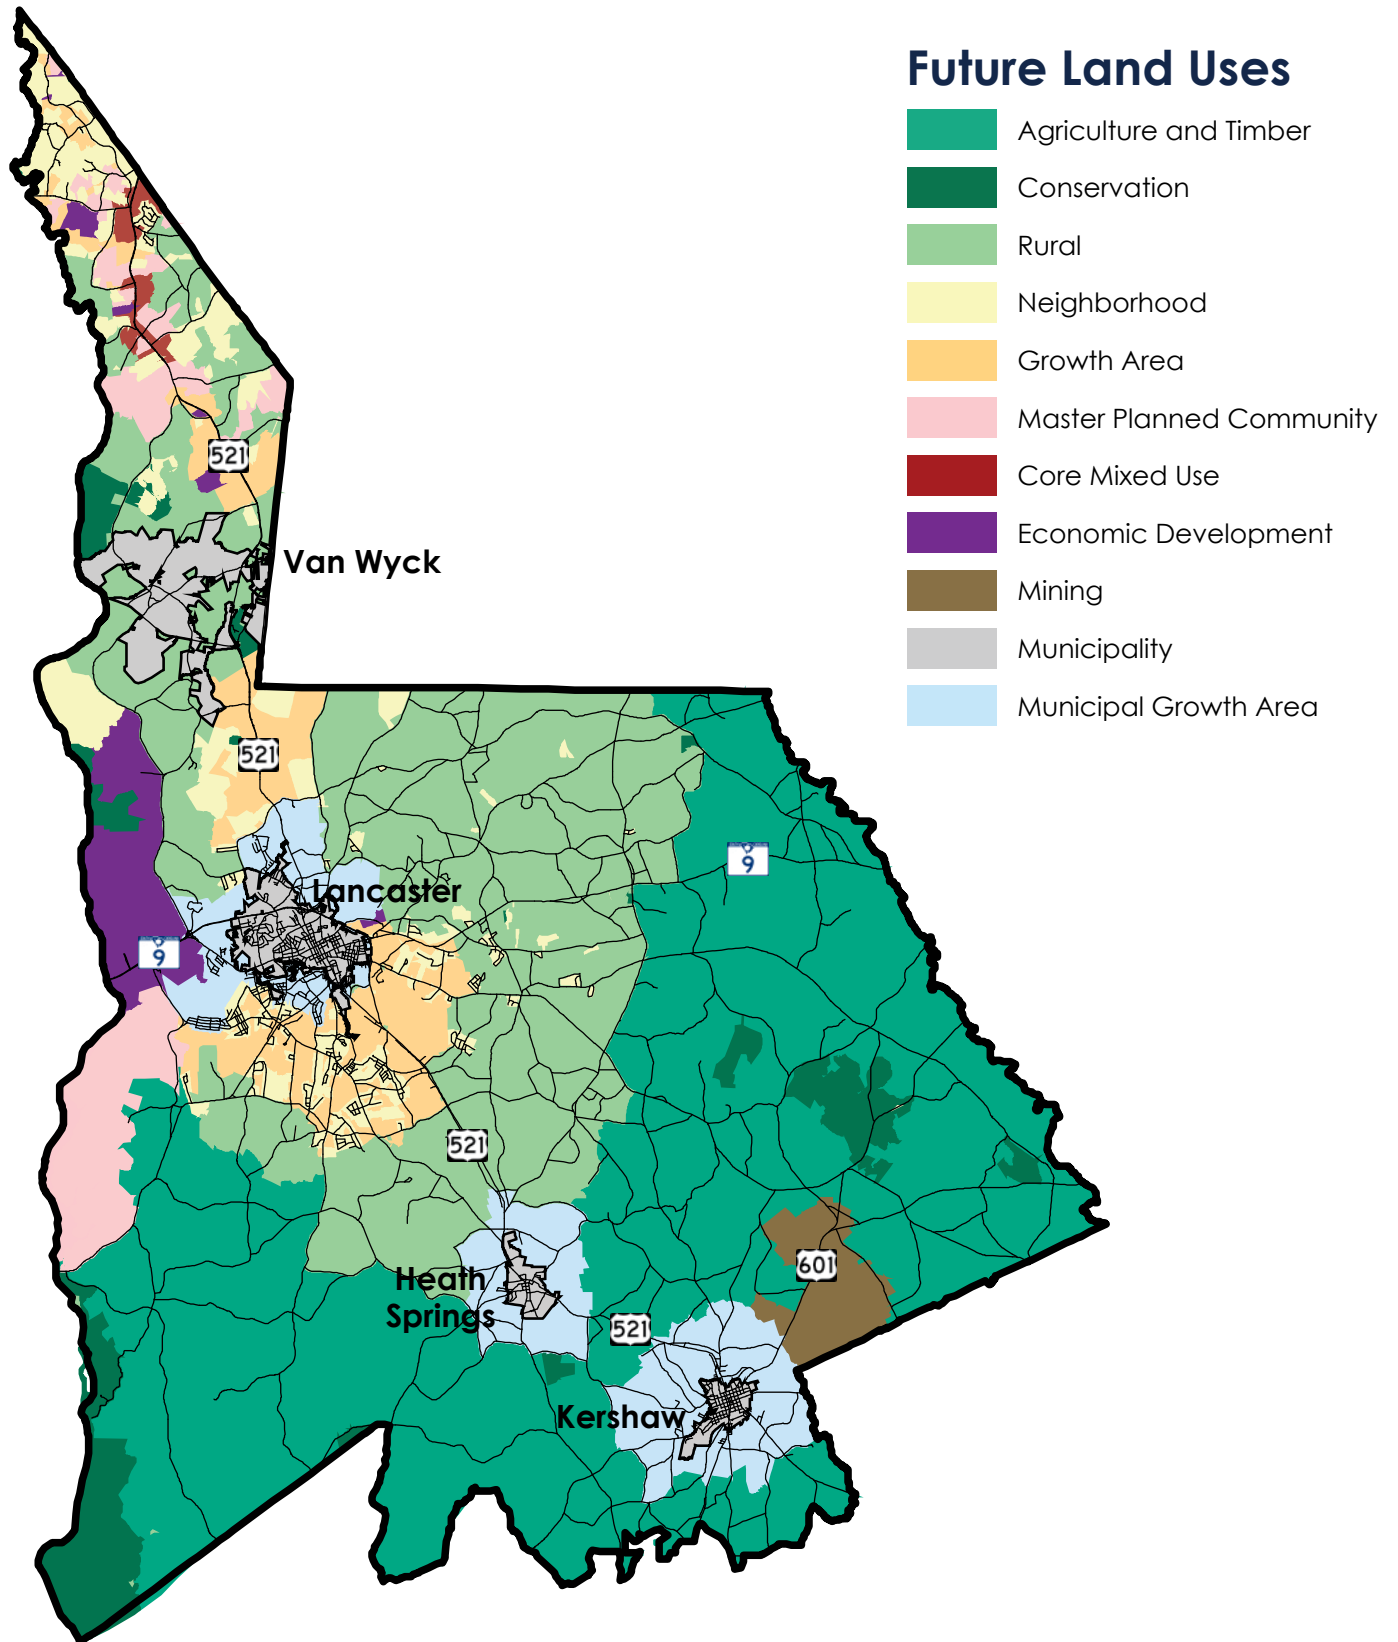 Future Land Uses
Agriculture and Timber
Conservation
Rural
Neighborhood
Growth Area
Master Planned Community
Core Mixed Use
Economic Development
Mining
Municipality
Municipal Growth Area
521
Van Wyck
521
9
Lancaster
9
521
601
Heath
Springs
521
Kershaw